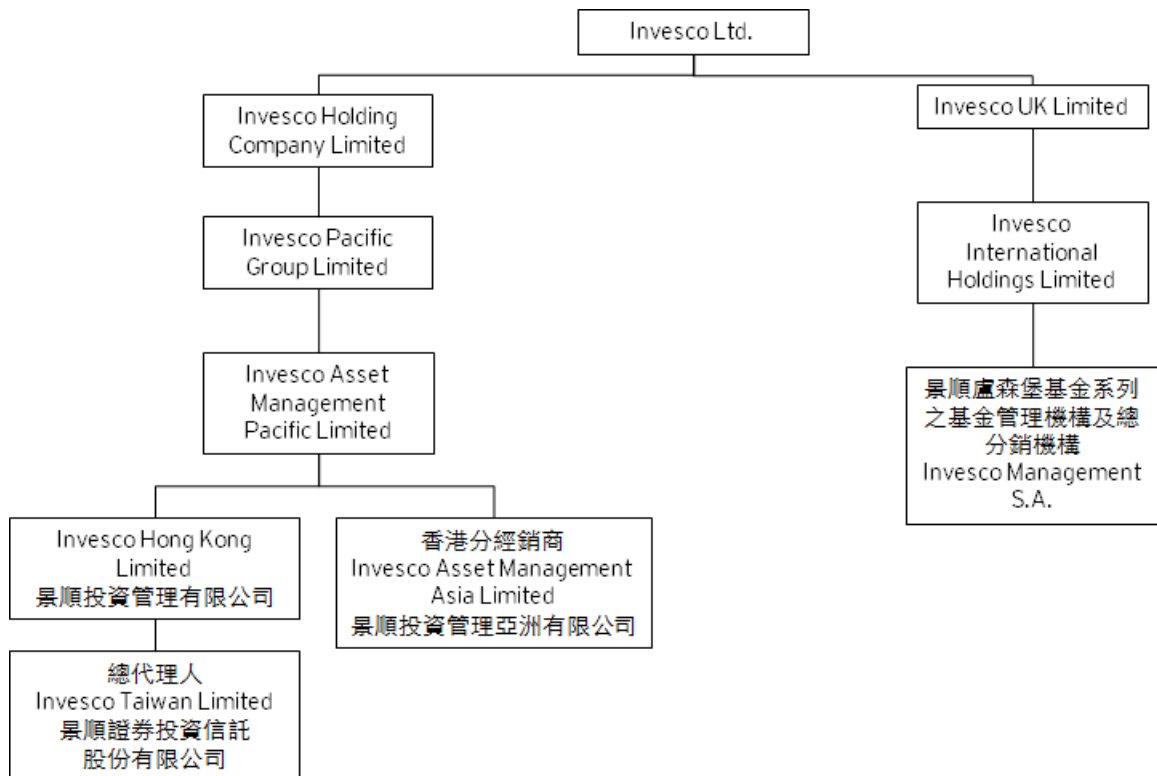 Invesco Ltd.
Invesco Holding
Company Limited
Invesco UK Limited
Invesco Pacific
Group Limited
Invesco
International
Holdings Limited
Invesco Asset
Management
Pacific Limited
景順盧森堡基金系列
之基金管理機構及總
分銷機構
Invesco Management
S.A.
Invesco Hong Kong
Limited
景順投資管理有限公司
香港分經銷商
Invesco Asset Management
Asia Limited
景順投資管理亞洲有限公司
總代理人
Invesco Taiwan Limited
景順證券投資信託
股份有限公司